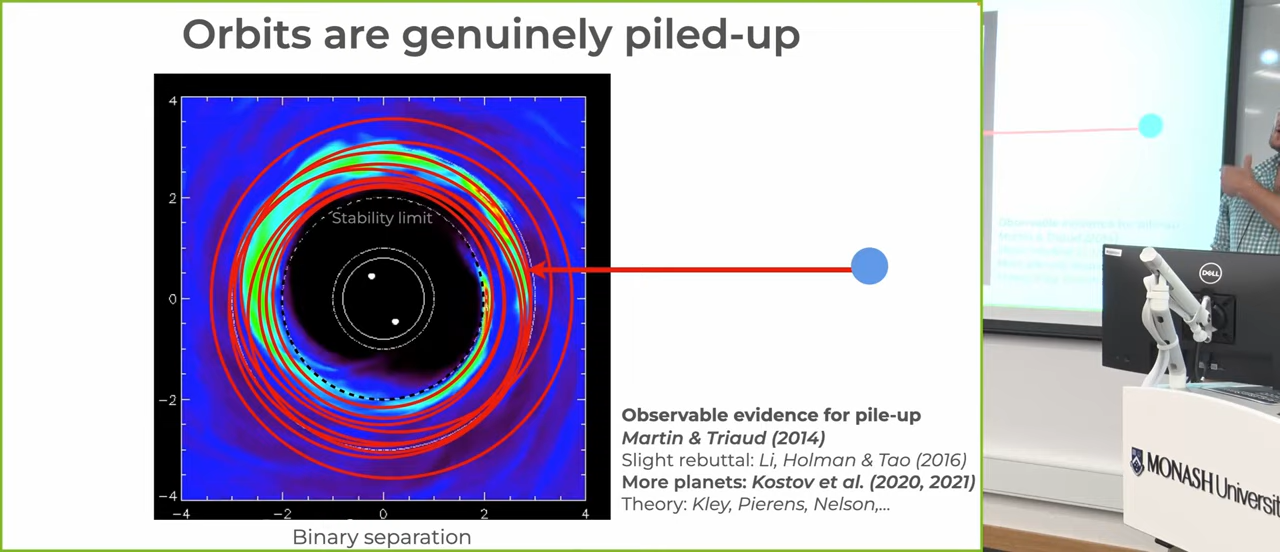 Orbits are genuinely piled-up
4
2
0
−2
−4
Stability limit
−4
−2
0
2
4
Binary separation
Observable evidence for pile-up
Martin & Triaud (2014)
Slight rebuttal: Li, Holman & Tao (2016)
More planets: Kostov et al. (2020, 2021)
Theory: Kley, Pierens, Nelson,...
DELL
MONASH Universi